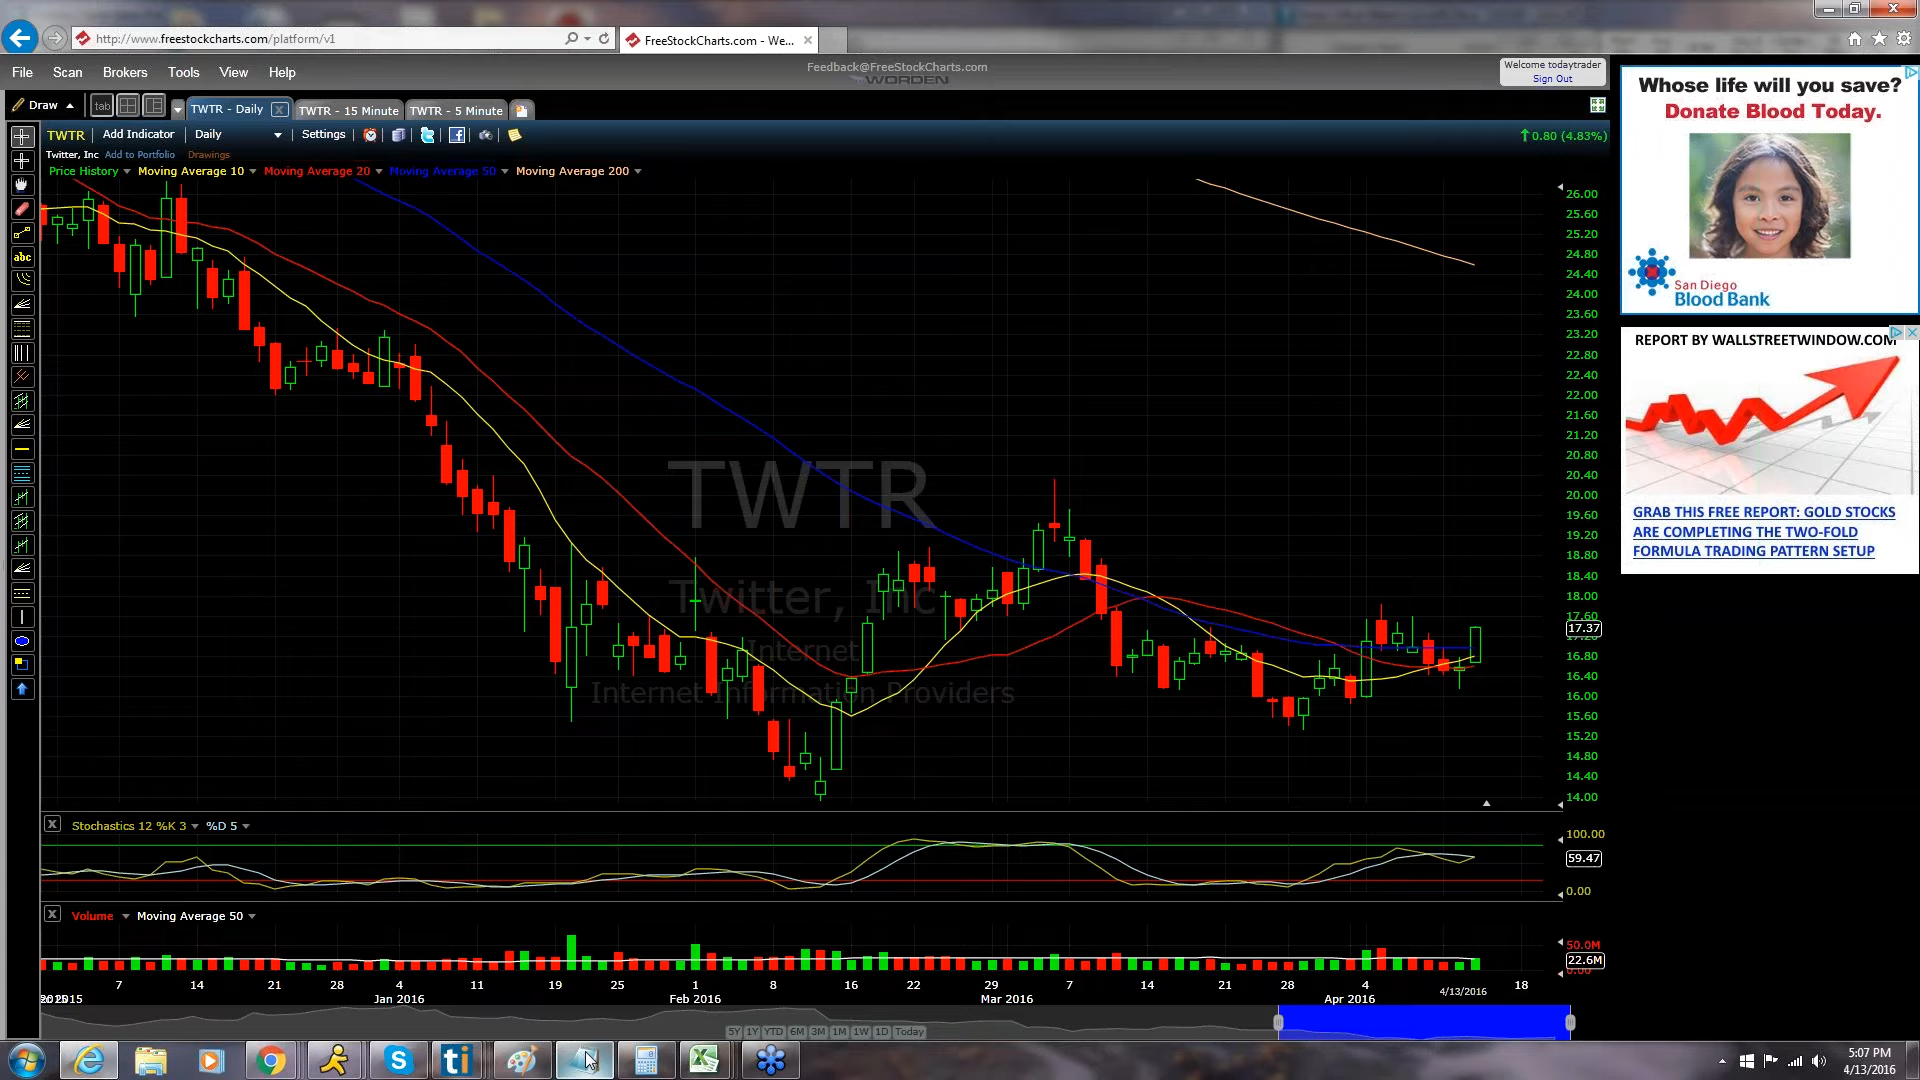 http://www.freestockcharts.com/platform/v1
FreeStockCharts.com - We...
File Scan Brokers Tools View Help
Feedback@FreeStockCharts.com
WORDEN
Welcome todaytrader
Sign Out
Draw
tab
TWTR - Daily
TWTR - 15 Minute
TWTR - 5 Minute
TWTR
Add Indicator
Daily
Settings
0.80 (4.83%)
Twitter, Inc
Add to Portfolio
Drawings
Price History
Moving Average 10
Moving Average 20
Moving Average 50
Moving Average 200
abc
TWTR
Twitter, Inc
Internet
Internet Information Providers
26.00
25.60
25.20
24.80
24.40
24.00
23.60
23.20
22.80
22.40
22.00
21.60
21.20
20.80
20.40
20.00
19.60
19.20
18.80
18.40
18.00
17.60
17.37
17.20
16.80
16.40
16.00
15.60
15.20
14.80
14.40
14.00
Stochastics 12 %K 3
%D 5
100.00
59.47
0.00
Volume
Moving Average 50
50.0M
22.6M
0.00
7 14 21 28 4 11 19 25 1 8 16 22 29 7 14 21 28 4 4/13/2016 18
2015 Jan 2016 Feb 2016 Mar 2016 Apr 2016
5Y 1Y YTD 6M 3M 1M 1W 1D Today
Whose life will you save?
Donate Blood Today.
San Diego
Blood Bank
REPORT BY WALLSTREETWINDOW.COM
GRAB THIS FREE REPORT: GOLD STOCKS
ARE COMPLETING THE TWO-FOLD
FORMULA TRADING PATTERN SETUP
ti
5:07 PM
4/13/2016